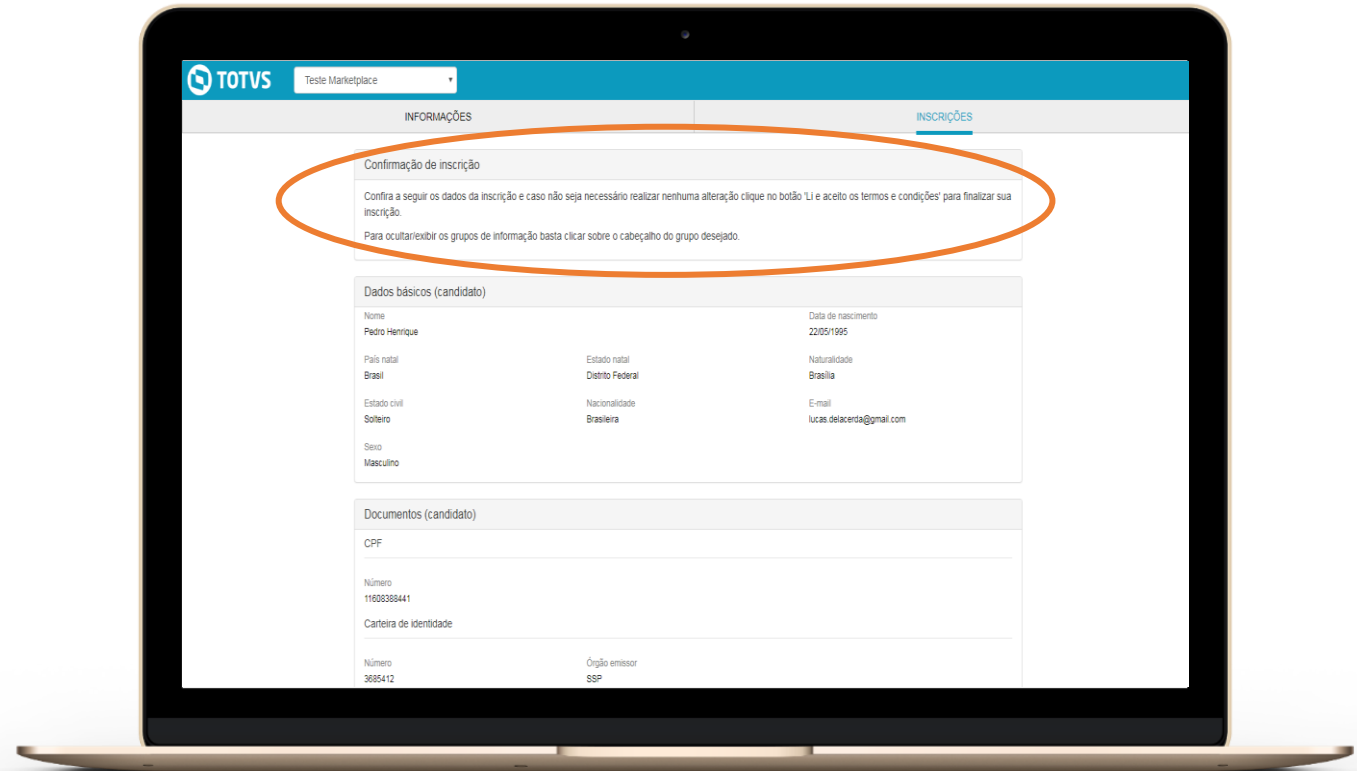 TOTVS
Teste Marketplace
INFORMAÇÕES
INSCRIÇÕES
Confirmação de inscrição
Confira a seguir os dados da inscrição e caso não seja necessário realizar nenhuma alteração clique no botão 'Li e aceito os termos e condições' para finalizar sua
inscrição.
Para ocultar/exibir os grupos de informação basta clicar sobre o cabeçalho do grupo desejado.
Dados básicos (candidato)
Nome Data de nascimento
Pedro Henrique 22/05/1995
País natal Estado natal Naturalidade
Brasil Distrito Federal Brasília
Estado civil Nacionalidade E-mail
Solteiro Brasileira lucas.delacerda@gmail.com
Sexo
Masculino
Documentos (candidato)
CPF
Número
11608388441
Carteira de identidade
Número Órgão emissor
3685412 SSP